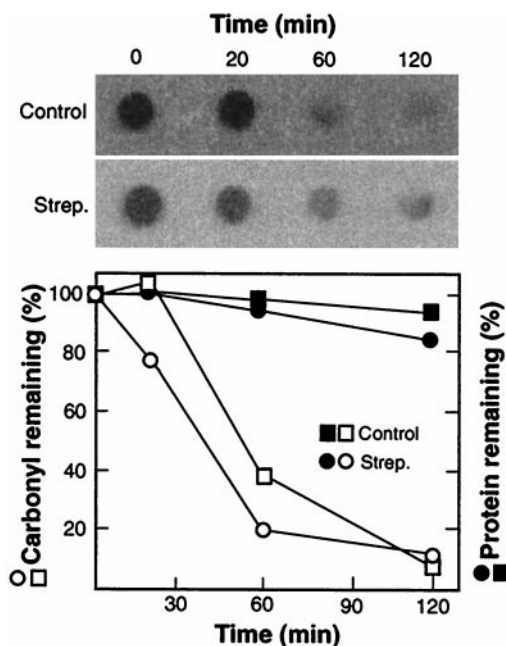 Time (min)
0 20 60 120
Control
Strep.
100
80
60
40
20
Control
Strep.
Carbonyl remaining (%)
Protein remaining (%)
30 60 90 120
Time (min)